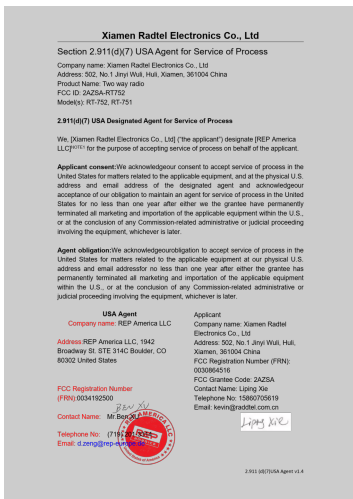 Xiamen Radtel Electronics Co., Ltd
Section 2.911(d)(7) USA Agent for Service of Process
Company name: Xiamen Radtel Electronics Co., Ltd
Address: 502, No.1 Jinyi Wuli, Huli, Xiamen, 361004 China
Product Name: Two way radio
FCC ID: 2AZSA-RT752
Model(s): RT-752, RT-751
2.911(d)(7) USA Designated Agent for Service of Process
We, [Xiamen Radtel Electronics Co., Ltd] ("the applicant") designate [REP America
LLC]NOTE1 for the purpose of accepting service of process on behalf of the applicant.
Applicant consent:We acknowledgeour consent to accept service of process in the
United States for matters related to the applicable equipment, and at the physical U.S.
address and email address of the designated agent and acknowledgeour
acceptance of our obligation to maintain an agent for service of process in the United
States for no less than one year after either we the grantee have permanently
terminated all marketing and importation of the applicable equipment within the U.S.,
or at the conclusion of any Commission-related administrative or judicial proceeding
involving the equipment, whichever is later.
Agent obligation:We acknowledgeourobligation to accept service of process in the
United States for matters related to the applicable equipment at our physical U.S.
address and email addressfor no less than one year after either the grantee has
permanently terminated all marketing and importation of the applicable equipment
within the U.S., or at the conclusion of any Commission-related administrative or
judicial proceeding involving the equipment, whichever is later.
USA Agent
Company name: REP America LLC
Address:REP America LLC, 1942
Broadway St. STE 314C Boulder, CO
80302 United States
FCC Registration Number
(FRN):0034192500
BEN XU
Contact Name: Mr.Ben XU
Telephone No: (719)
Email: d.zeng@rep-europe.de
REP AMERICA LLC
Applicant
Company name: Xiamen Radtel
Electronics Co., Ltd
Address: 502, No.1 Jinyi Wuli, Huli,
Xiamen, 361004 China
FCC Registration Number (FRN):
0030864516
FCC Grantee Code: 2AZSA
Contact Name: Liping Xie
Telephone No: 15860705619
Email: kevin@raddtel.com.cn
Liping Xie
2.911 (d)(7)USA Agent v1.4